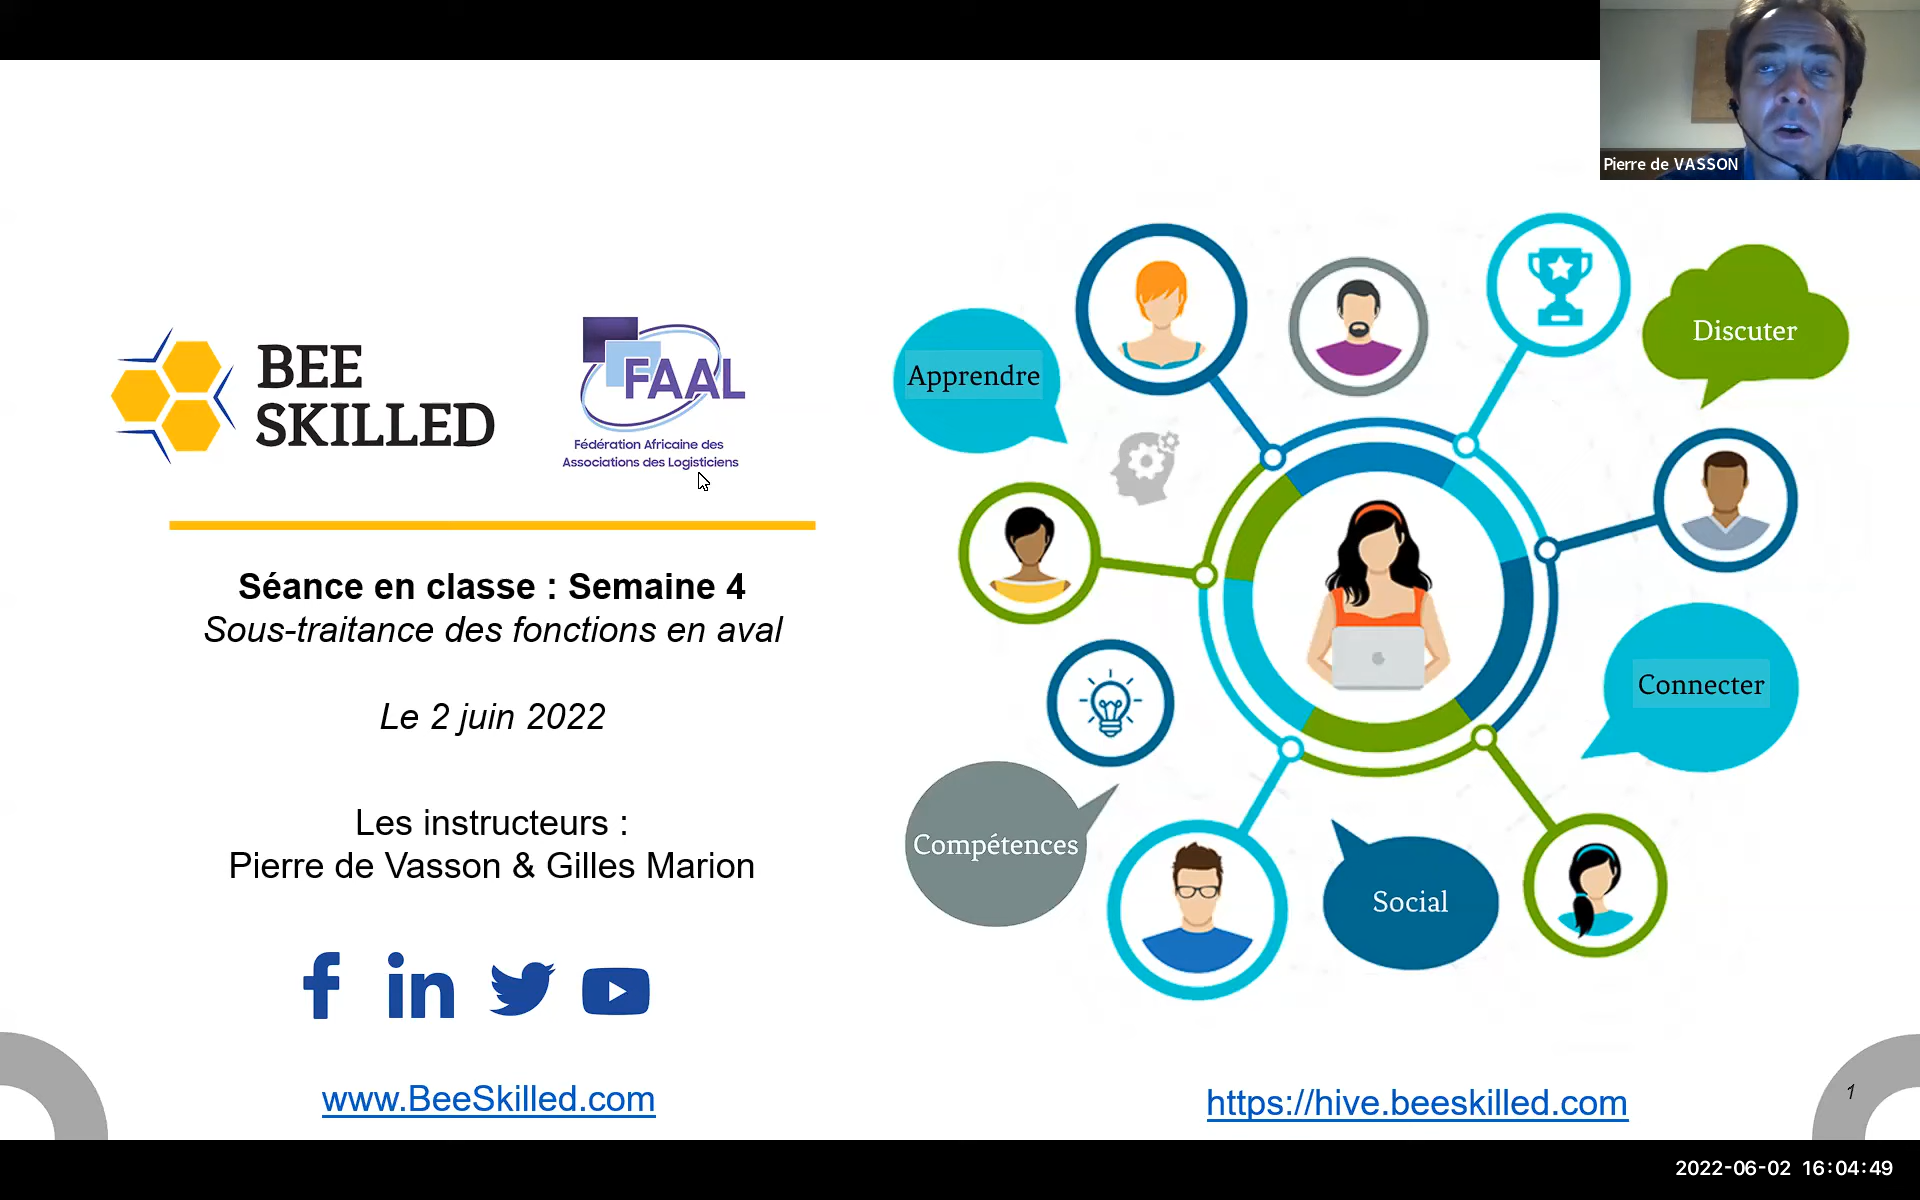 Pierre de VASSON
BEE
SKILLED
FAAL
Fédération Africaine des
Associations des Logisticiens
Séance en classe : Semaine 4
Sous-traitance des fonctions en aval
Le 2 juin 2022
Les instructeurs :
Pierre de Vasson & Gilles Marion
f
in
www.BeeSkilled.com
Apprendre
Discuter
Connecter
Compétences
Social
https://hive.beeskilled.com
1
2022-06-02 16:04:49